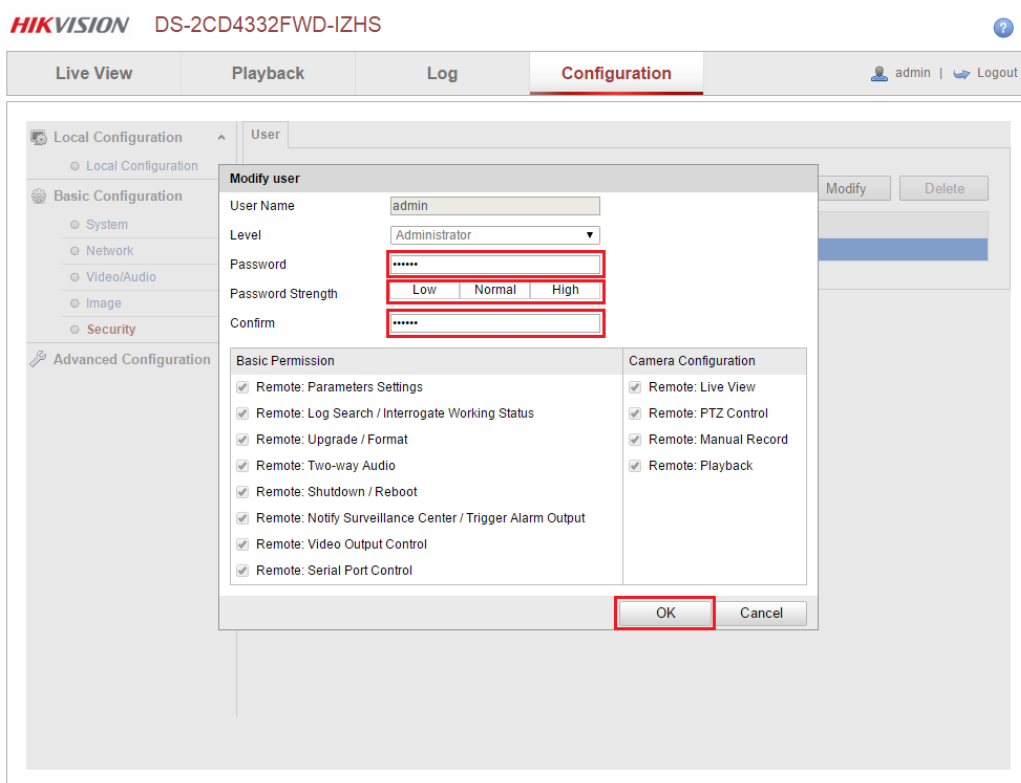 HIKVISION DS-2CD4332FWD-IZHS
?
Live View Playback Log Configuration admin | Logout
Local Configuration
Local Configuration
Basic Configuration
System
Network
Video/Audio
Image
Security
Advanced Configuration
User
Modify Delete
Modify user
User Name admin
Level Administrator
Password ••••••
Password Strength Low Normal High
Confirm ••••••
Basic Permission
Remote: Parameters Settings
Remote: Log Search / Interrogate Working Status
Remote: Upgrade / Format
Remote: Two-way Audio
Remote: Shutdown / Reboot
Remote: Notify Surveillance Center / Trigger Alarm Output
Remote: Video Output Control
Remote: Serial Port Control
Camera Configuration
Remote: Live View
Remote: PTZ Control
Remote: Manual Record
Remote: Playback
OK Cancel